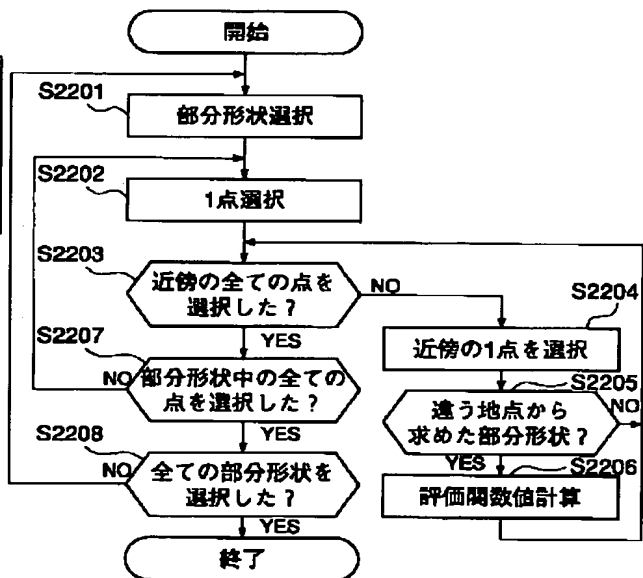 開始
S2201
部分形状選択
S2202
1点選択
S2203
近傍の全ての点を
選択した？
NO
YES
S2204
近傍の1点を選択
S2205
違う地点から
求めた部分形状？
NO
YES
S2206
評価関数値計算
S2207
部分形状中の全ての
点を選択した？
NO
YES
S2208
全ての部分形状を
選択した？
NO
YES
終了